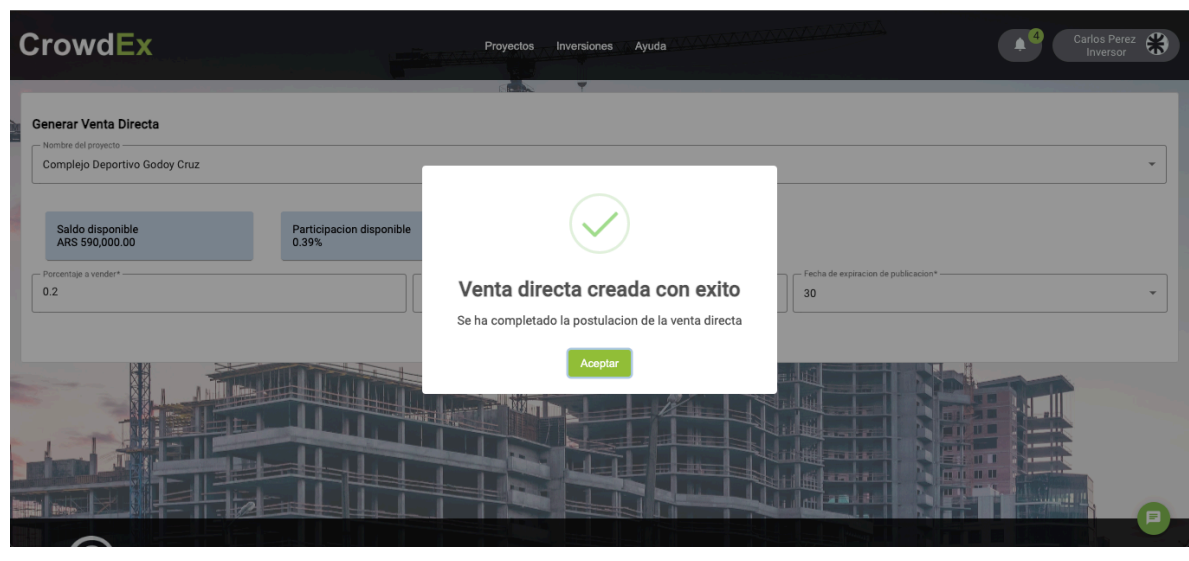 CrowdEx
Proyectos Inversiones Ayuda
4
Carlos Perez
Inversor
Generar Venta Directa
Nombre del proyecto
Complejo Deportivo Godoy Cruz
Saldo disponible
ARS 590,000.00
Participacion disponible
0.39%
Porcentaje a vender*
0.2
Fecha de expiracion de publicacion*
30
Venta directa creada con exito
Se ha completado la postulacion de la venta directa
Aceptar